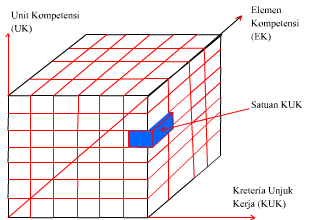 Unit Kompetensi
(UK)
Elemen
Kompetensi
(EK)
Satuan KUK
Kreteria Unjuk
Kerja (KUK)